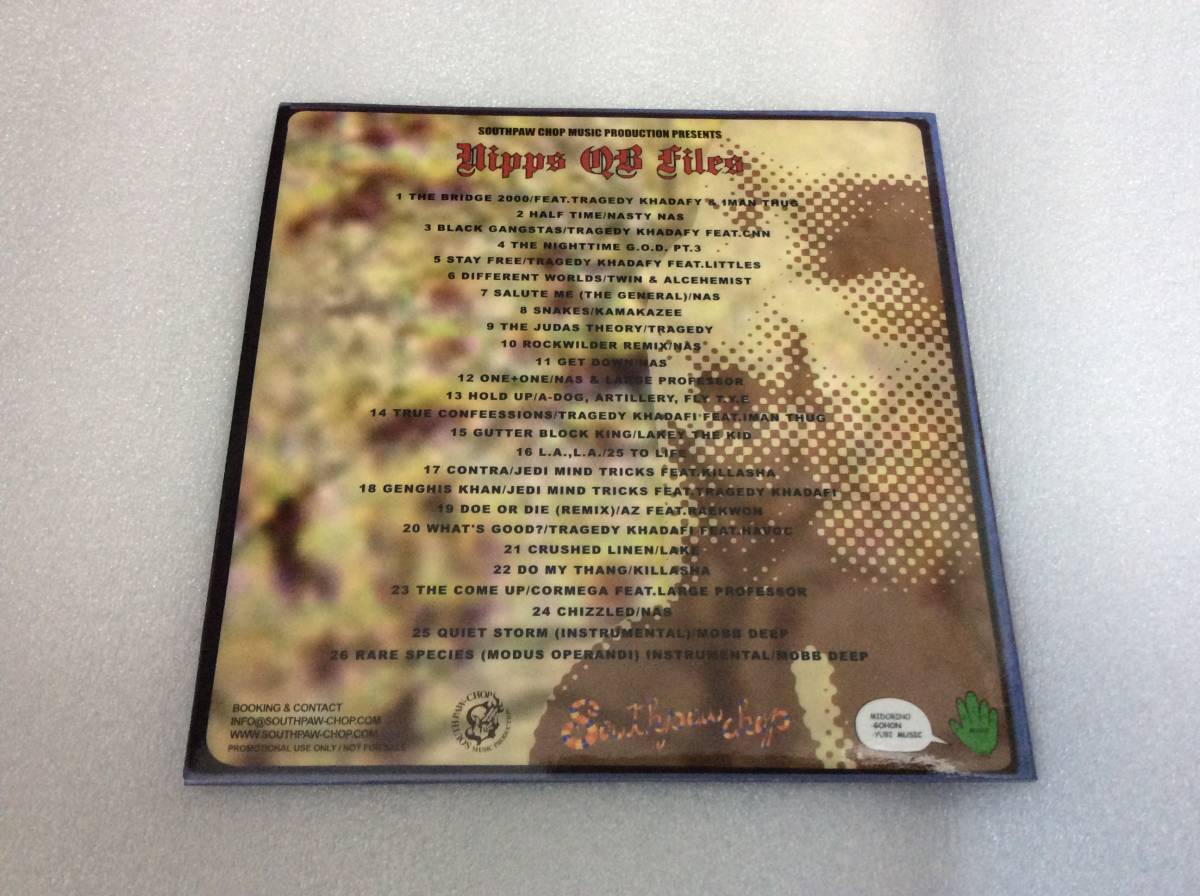 SOUTHPAW CHOP MUSIC PRODUCTION PRESENTS
Nipps QB Files
1 THE BRIDGE 2000/FEAT.TRAGEDY KHADAFY & IMAN THUG
2 HALF TIME/NASTY NAS
3 BLACK GANGSTAS/TRAGEDY KHADAFY FEAT.CNN
4 THE NIGHTTIME G.O.D. PT.3
5 STAY FREE/TRAGEDY KHADAFY FEAT.LITTLES
6 DIFFERENT WORLDS/TWIN & ALCEHEMIST
7 SALUTE ME (THE GENERAL)/NAS
8 SNAKES/KAMAKAZEE
9 THE JUDAS THEORY/TRAGEDY
10 ROCKWILDER REMIX/NAS
11 GET DOWN/NAS
12 ONE+ONE/NAS & LARGE PROFESSOR
13 HOLD UP/A-DOG, ARTILLERY, FLY T.Y.E
14 TRUE CONFEESSIONS/TRAGEDY KHADAFI FEAT.IMAN THUG
15 GUTTER BLOCK KING/LAKEY THE KID
16 L.A.,L.A./25 TO LIFE
17 CONTRA/JEDI MIND TRICKS FEAT.KILLASHA
18 GENGHIS KHAN/JEDI MIND TRICKS FEAT.TRAGEDY KHADAFI
19 DOE OR DIE (REMIX)/AZ FEAT.RAEKWON
20 WHAT'S GOOD?/TRAGEDY KHADAFI FEAT.HAVOC
21 CRUSHED LINEN/LAKE
22 DO MY THANG/KILLASHA
23 THE COME UP/CORMEGA FEAT.LARGE PROFESSOR
24 CHIZZLED/NAS
25 QUIET STORM (INSTRUMENTAL)/MOBB DEEP
26 RARE SPECIES (MODUS OPERANDI) INSTRUMENTAL/MOBB DEEP
BOOKING & CONTACT
INFO@SOUTHPAW-CHOP.COM
WWW.SOUTHPAW-CHOP.COM
PROMOTIONAL USE ONLY / NOT FOR SALE
SOUTHPAW-CHOP
MUSIC PRODUCTION
Southpaw chop
MIDORINO
GOHON
YUBI MUSIC